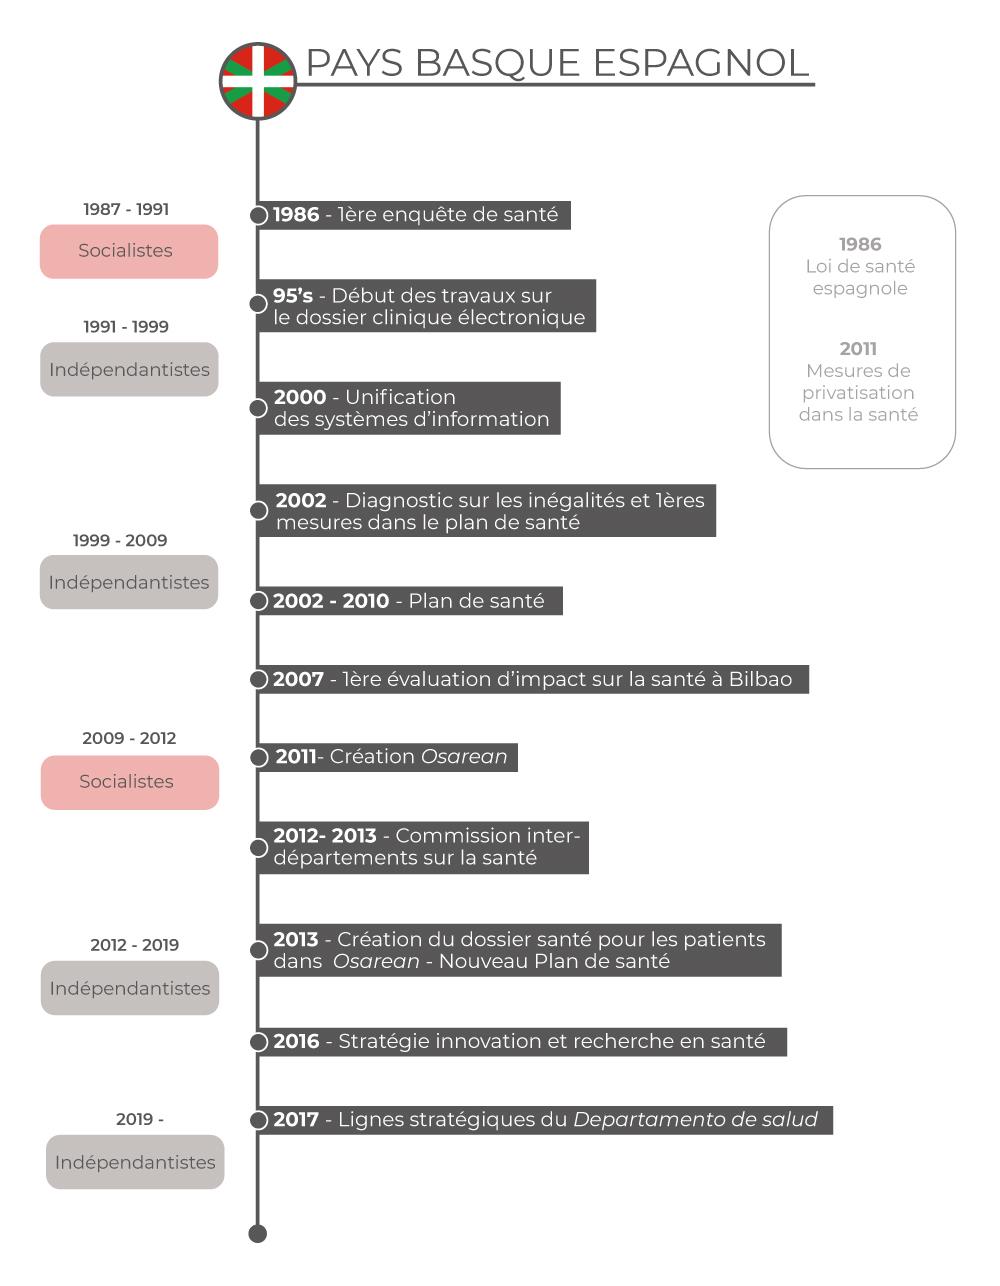 PAYS BASQUE ESPAGNOL
1987 - 1991
Socialistes
1991 - 1999
Indépendantistes
1999 - 2009
Indépendantistes
2009 - 2012
Socialistes
2012 - 2019
Indépendantistes
2019 -
Indépendantistes
1986 - 1ère enquête de santé
95’s - Début des travaux sur
le dossier clinique électronique
2000 - Unification
des systèmes d’information
2002 - Diagnostic sur les inégalités et 1ères
mesures dans le plan de santé
2002 - 2010 - Plan de santé
2007 - 1ère évaluation d’impact sur la santé à Bilbao
2011- Création Osarean
2012- 2013 - Commission inter-
départements sur la santé
2013 - Création du dossier santé pour les patients
dans Osarean - Nouveau Plan de santé
2016 - Stratégie innovation et recherche en santé
2017 - Lignes stratégiques du Departamento de salud
1986
Loi de santé
espagnole
2011
Mesures de
privatisation
dans la santé